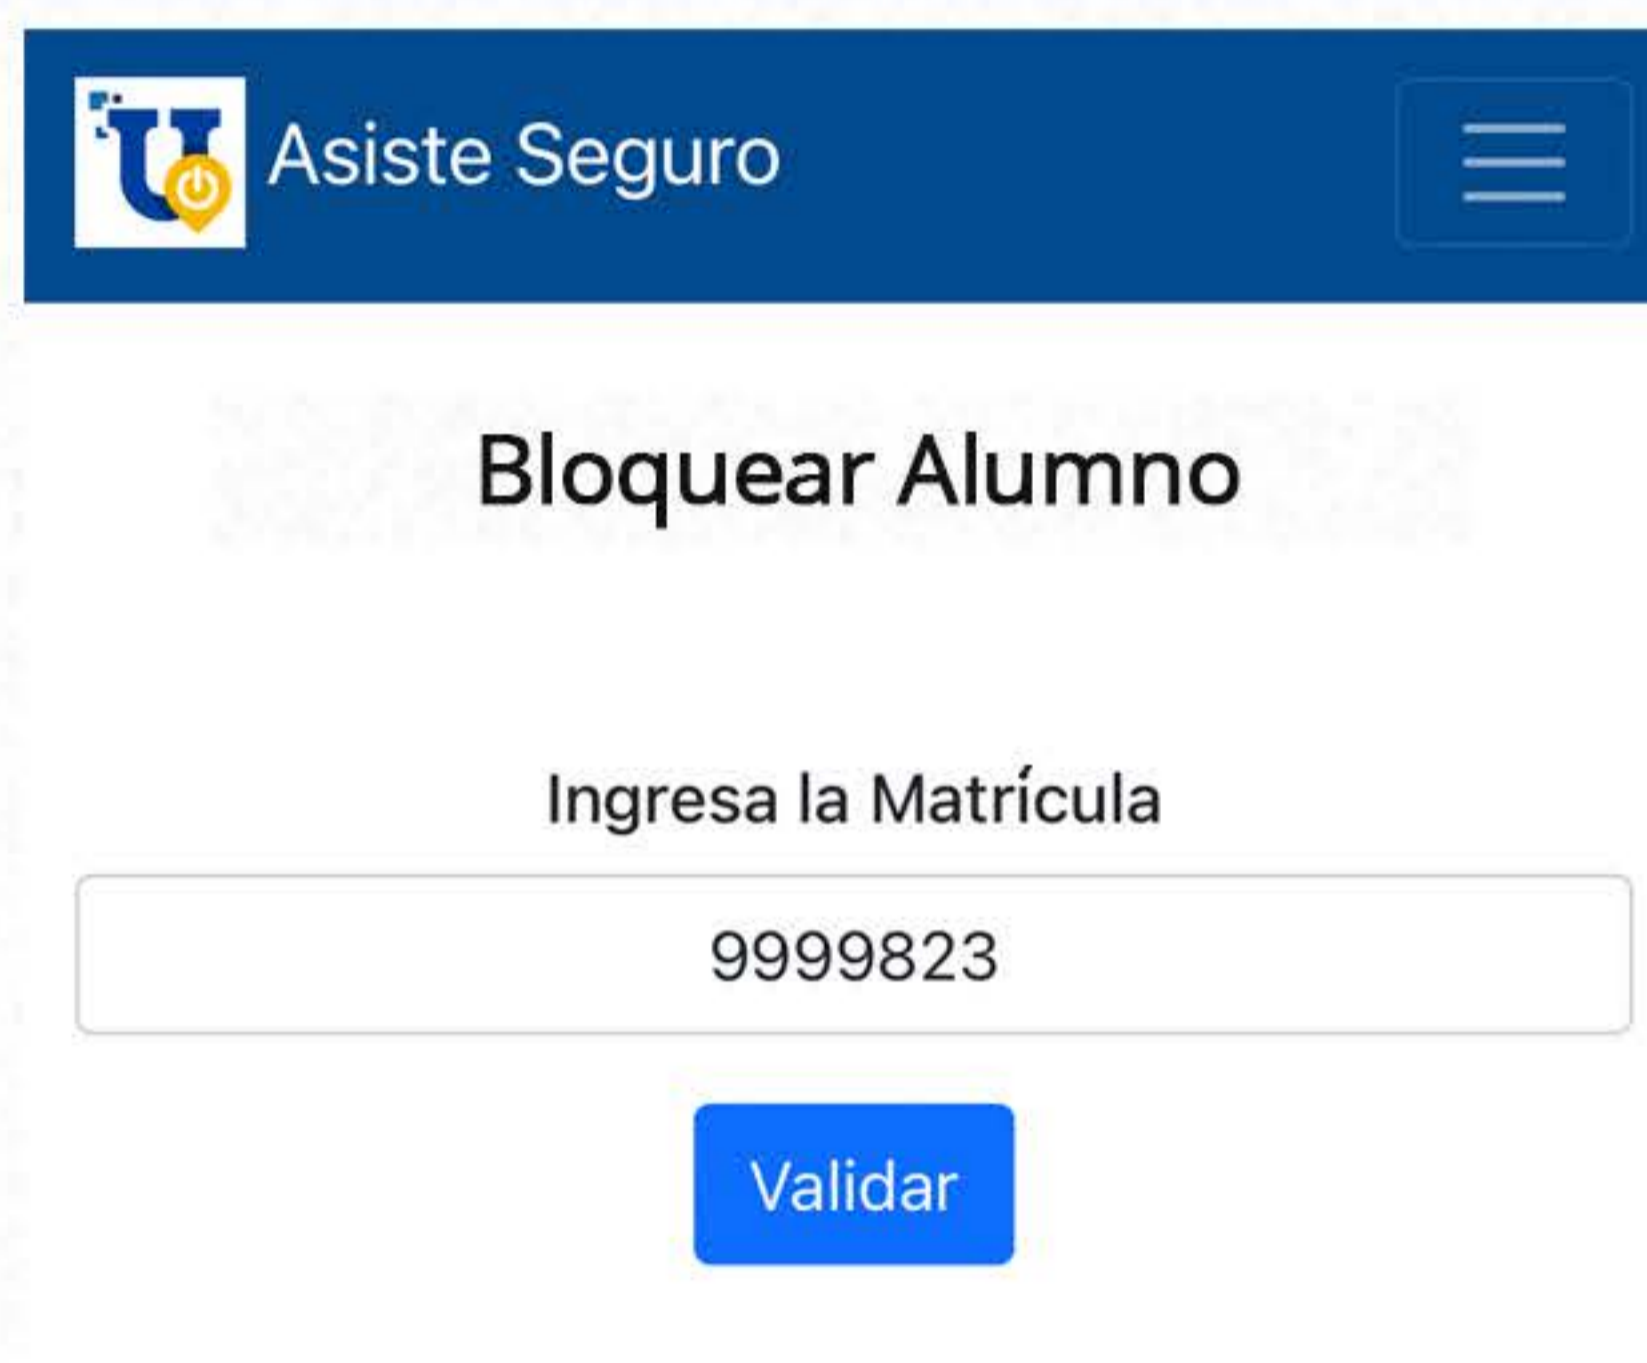 Asiste Seguro
Bloquear Alumno
Ingresa la Matrícula
9999823
Validar